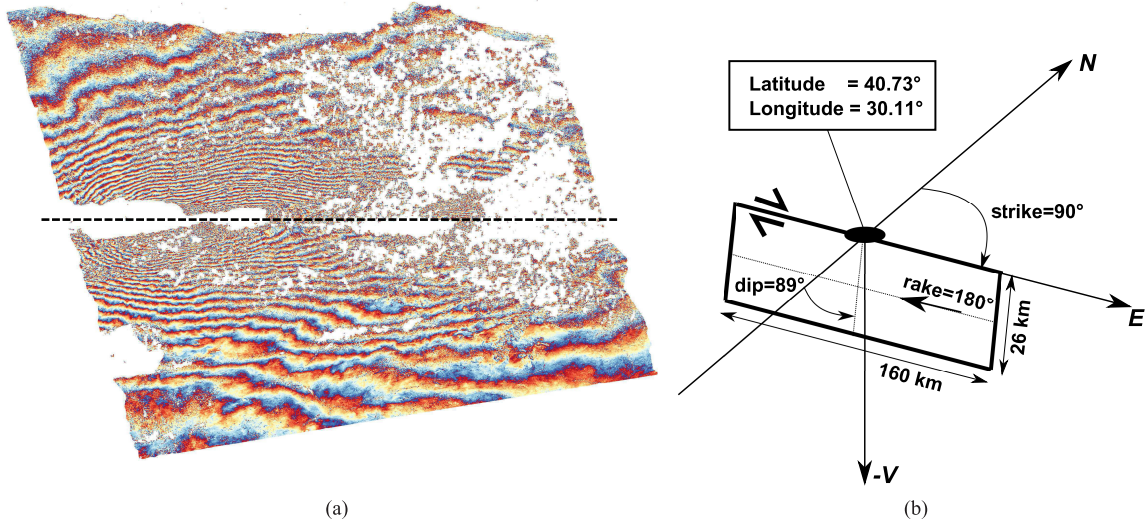 N
Latitude = 40.73°
Longitude = 30.11°
strike=90°
dip=89°
rake=180°
E
26 km
160 km
-V
(a)
(b)